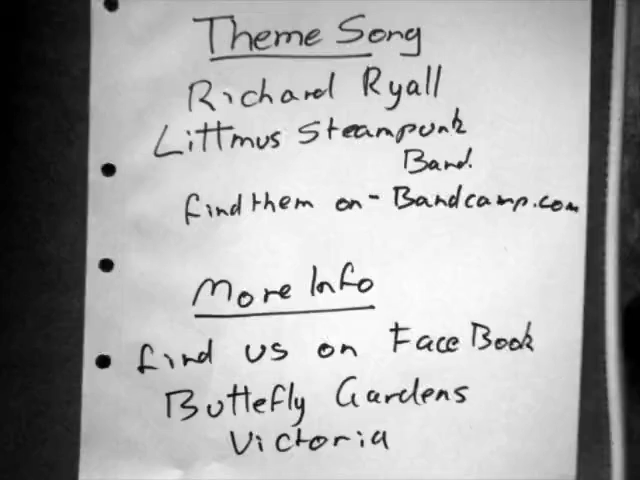 Theme Song
Richard Ryall
Littmus Steampunk
Band.
find them on - Bandcamp.com
More Info
find us on FaceBook
Buttefly Gardens
Victoria